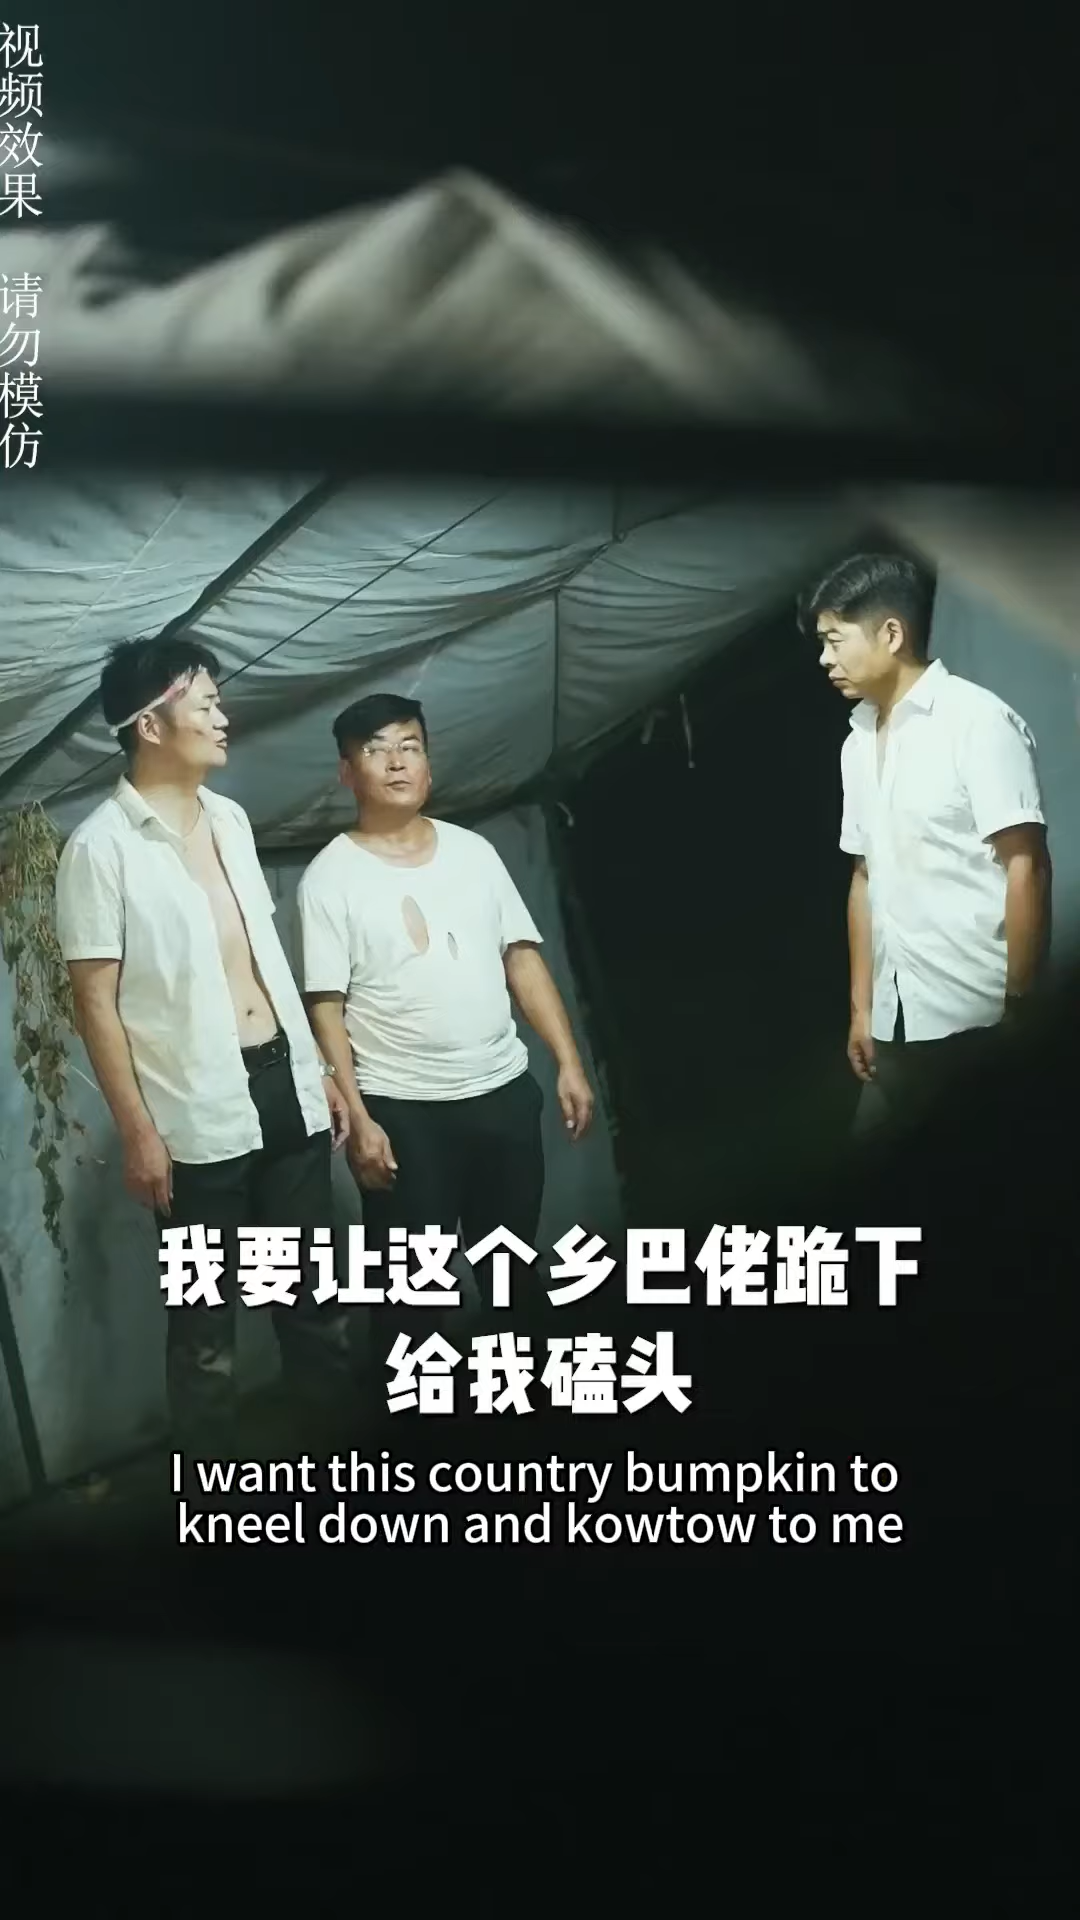 视频效果 请勿模仿
我要让这个乡巴佬跪下
给我磕头
I want this country bumpkin to
kneel down and kowtow to me